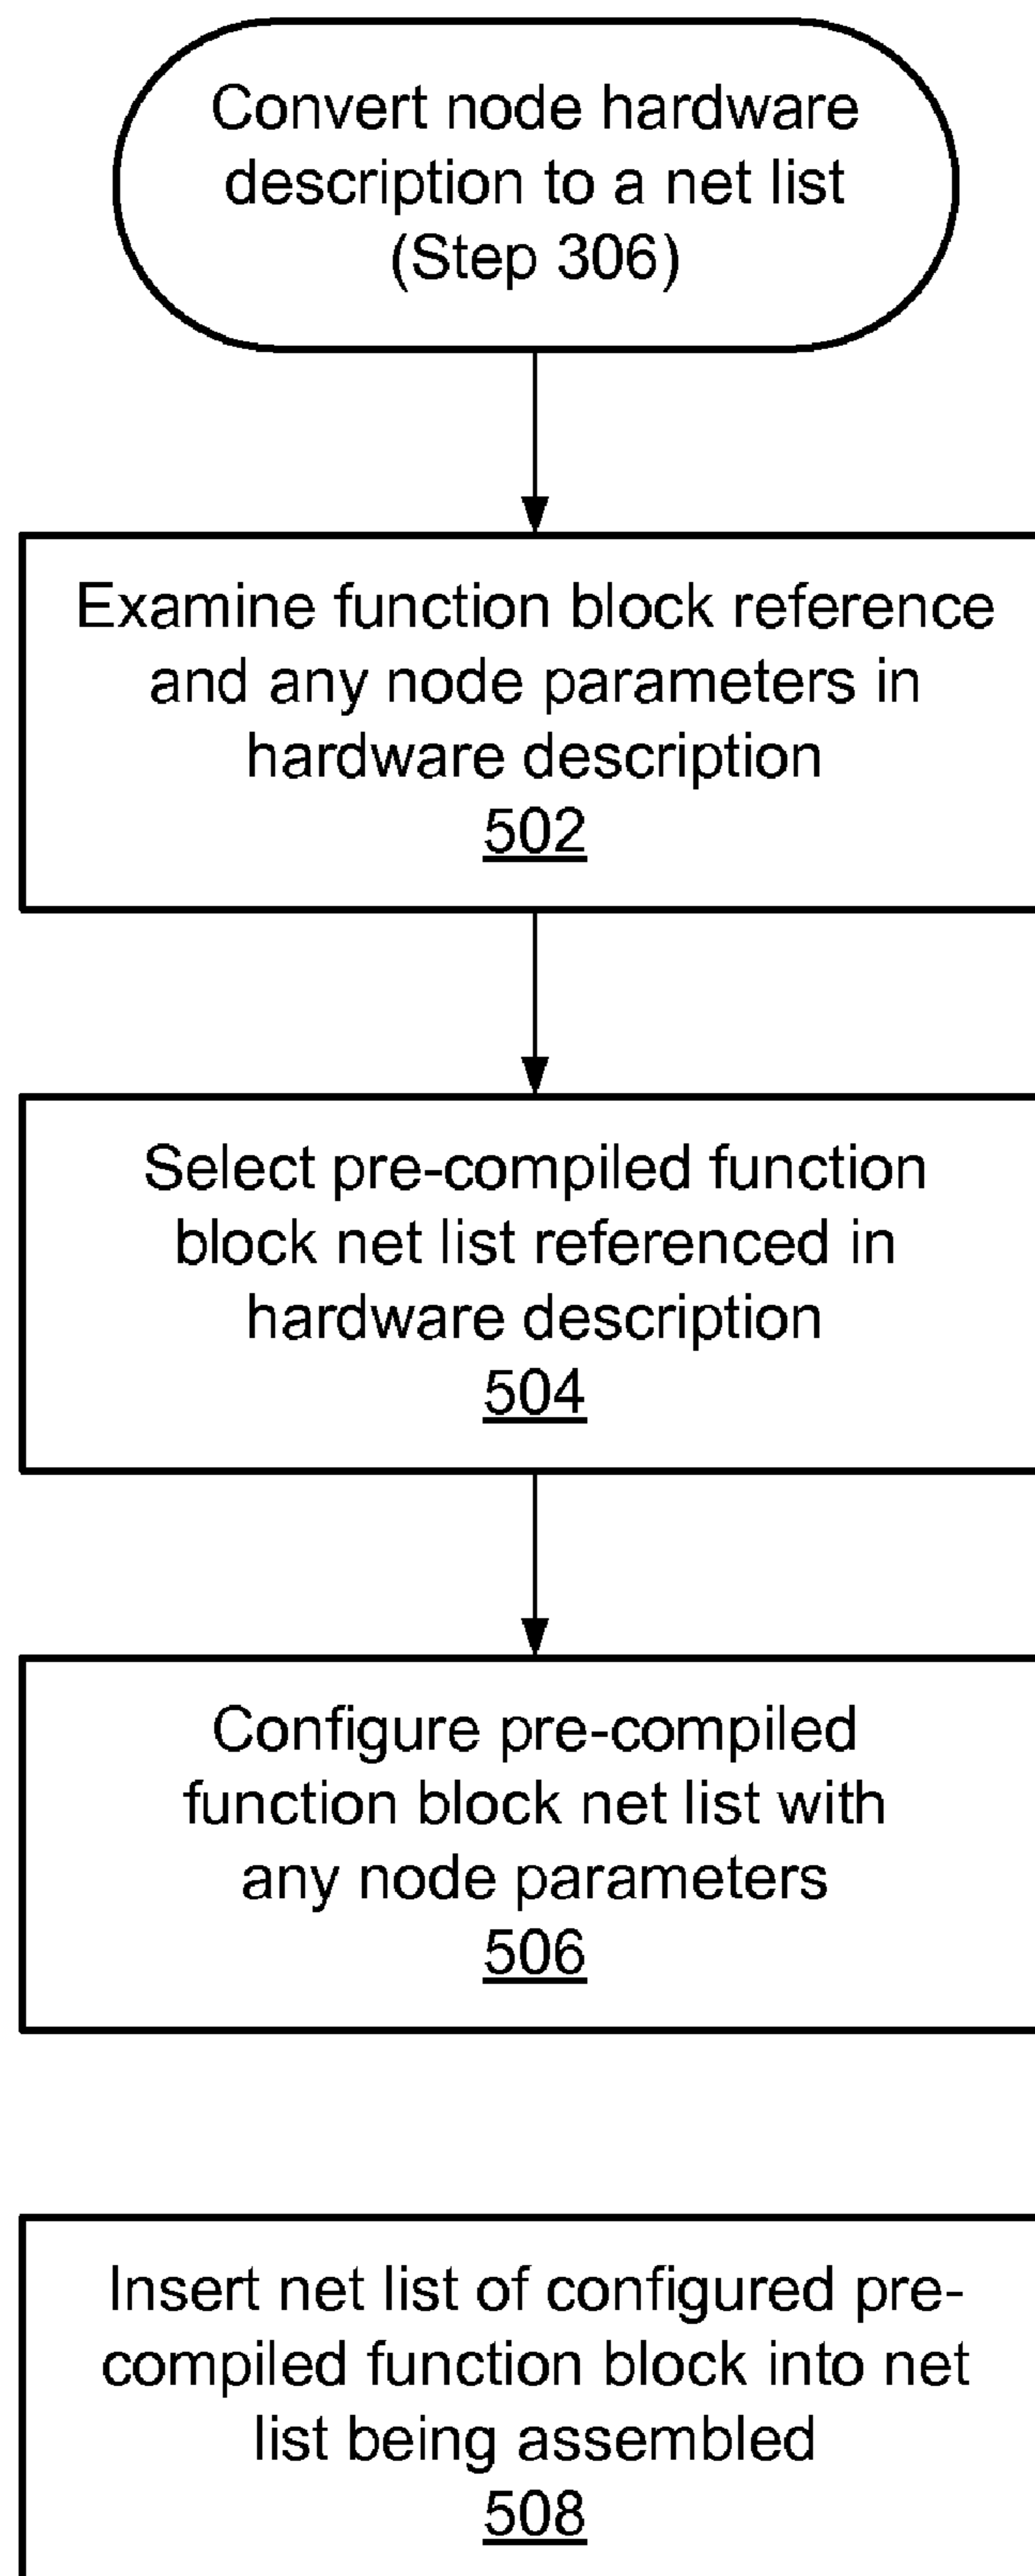 Convert node hardware
description to a net list
(Step 306)
Examine function block reference
and any node parameters in
hardware description
502
Select pre-compiled function
block net list referenced in
hardware description
504
Configure pre-compiled
function block net list with
any node parameters
506
Insert net list of configured pre-
compiled function block into net
list being assembled
508